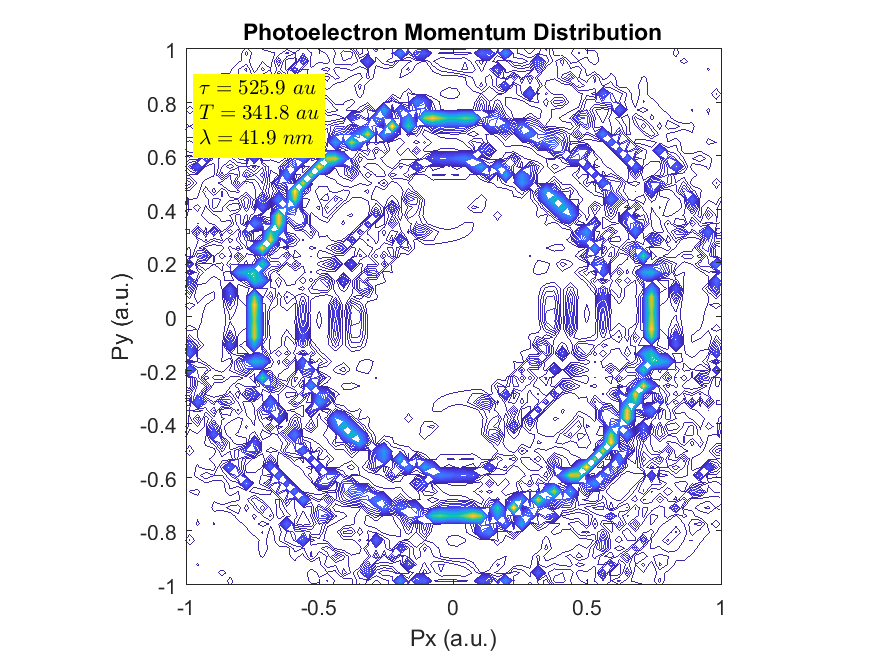 Photoelectron Momentum Distribution
τ = 525.9 au
T = 341.8 au
λ = 41.9 nm
1
0.8
0.6
0.4
0.2
0
-0.2
-0.4
-0.6
-0.8
-1
Py (a.u.)
-1 -0.5 0 0.5 1
Px (a.u.)